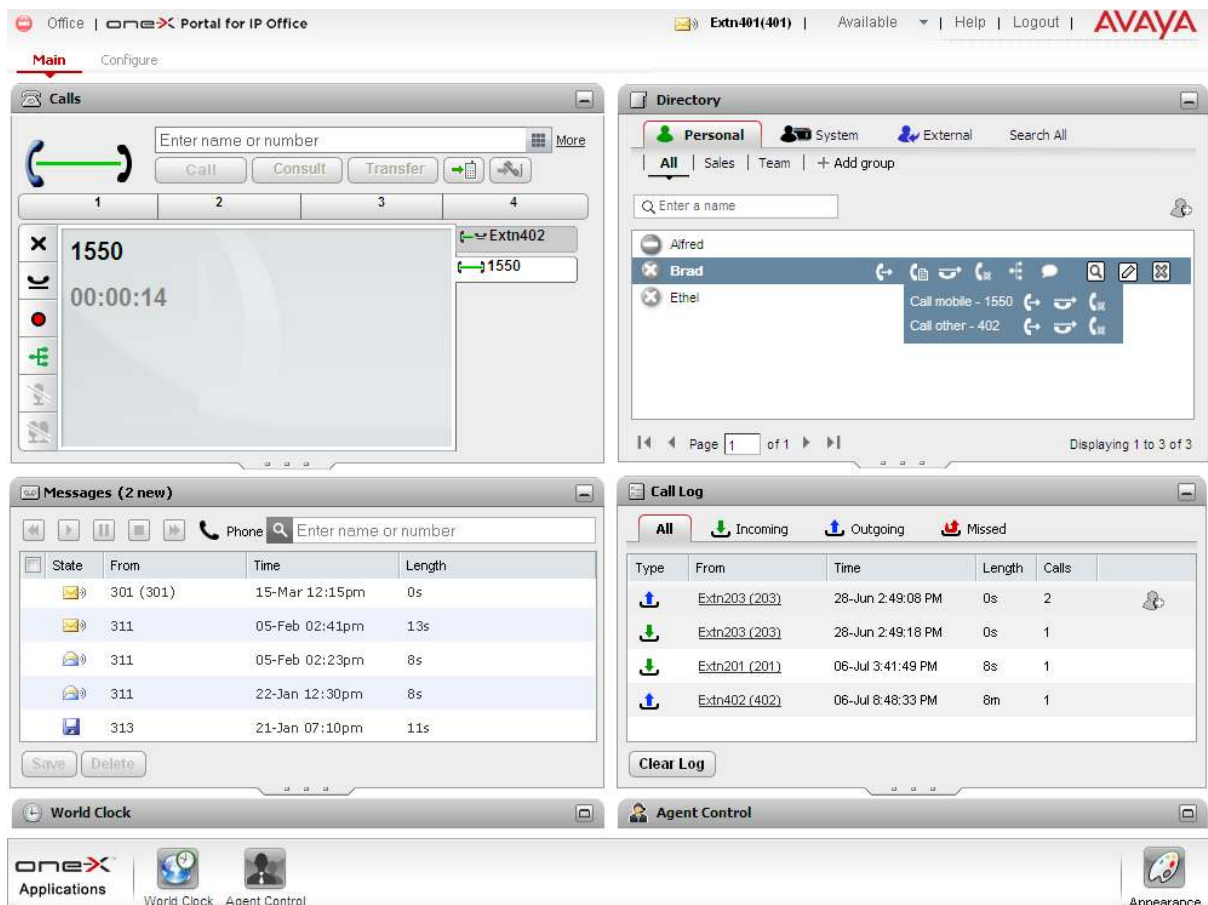 Office | one-X Portal for IP Office
Extn401(401) | Available | Help | Logout | AVAYA
Main Configure
Calls
Enter name or number More
Call Consult Transfer
1 2 3 4
1550
00:00:14
Extn402
1550
Directory
Personal System External Search All
All | Sales | Team | + Add group
Enter a name
Alfred
Brad
Ethel
Call mobile - 1550
Call other - 402
Page 1 of 1 Displaying 1 to 3 of 3
Messages (2 new)
Phone Enter name or number
State From Time Length
301 (301) 15-Mar 12:15pm 0s
311 05-Feb 02:41pm 13s
311 05-Feb 02:23pm 8s
311 22-Jan 12:30pm 8s
313 21-Jan 07:10pm 11s
Save Delete
Call Log
All Incoming Outgoing Missed
Type From Time Length Calls
Extn203 (203) 28-Jun 2:49:08 PM 0s 2
Extn203 (203) 28-Jun 2:49:18 PM 0s 1
Extn201 (201) 06-Jul 3:41:49 PM 8s 1
Extn402 (402) 06-Jul 8:48:33 PM 8m 1
Clear Log
World Clock
Agent Control
one-X
Applications
World Clock Agent Control
Appearance